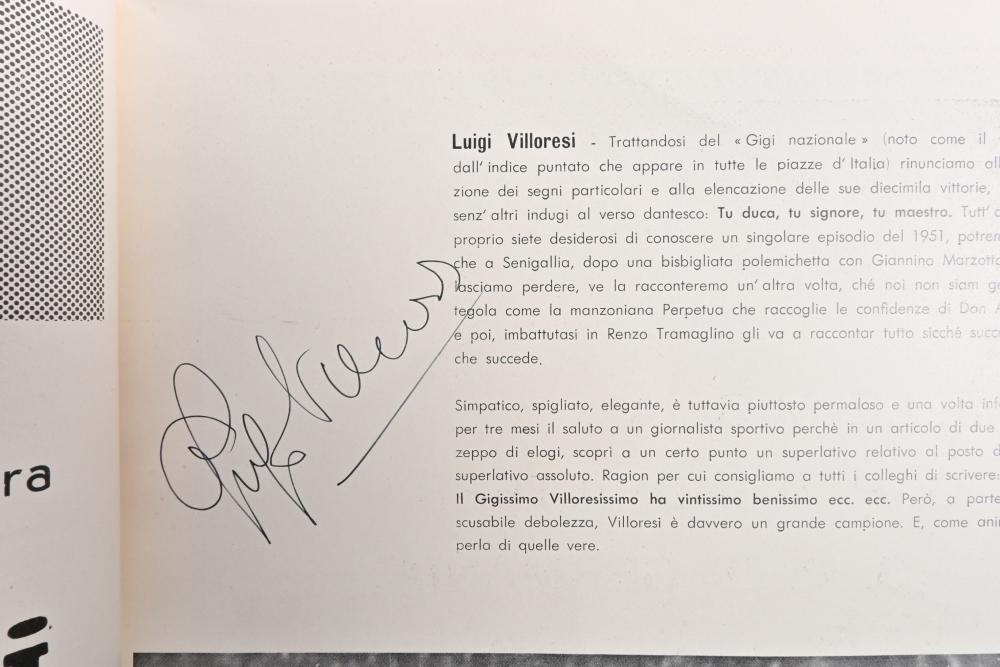 Luigi Villoresi - Trattandosi del « Gigi nazionale » (noto come il
dall' indice puntato che appare in tutte le piazze d' Italia) rinunciamo all
zione dei segni particolari e alla elencazione delle sue diecimila vittorie,
senz' altri indugi al verso dantesco: Tu duca, tu signore, tu maestro. Tutt'
proprio siete desiderosi di conoscere un singolare episodio del 1951, potrem
che a Senigallia, dopo una bisbigliata polemichetta con Giannino Marzotto
lasciamo perdere, ve la racconteremo un' altra volta, ché noi non siam ge
tegola come la manzoniana Perpetua che raccoglie le confidenze di Don A
e poi, imbattutasi in Renzo Tramaglino gli va a raccontar tutto sicché succ
che succede.
Simpatico, spigliato, elegante, è tuttavia piuttosto permaloso e una volta inf
per tre mesi il saluto a un giornalista sportivo perchè in un articolo di due
zeppo di elogi, scoprì a un certo punto un superlativo relativo al posto d
superlativo assoluto. Ragion per cui consigliamo a tutti i colleghi di scrivere:
Il Gigissimo Villoresissimo ha vintissimo benissimo ecc. ecc. Però, a parte
scusabile debolezza, Villoresi è davvero un grande campione. E, come ani
perla di quelle vere.
Gigi Villoresi
ra